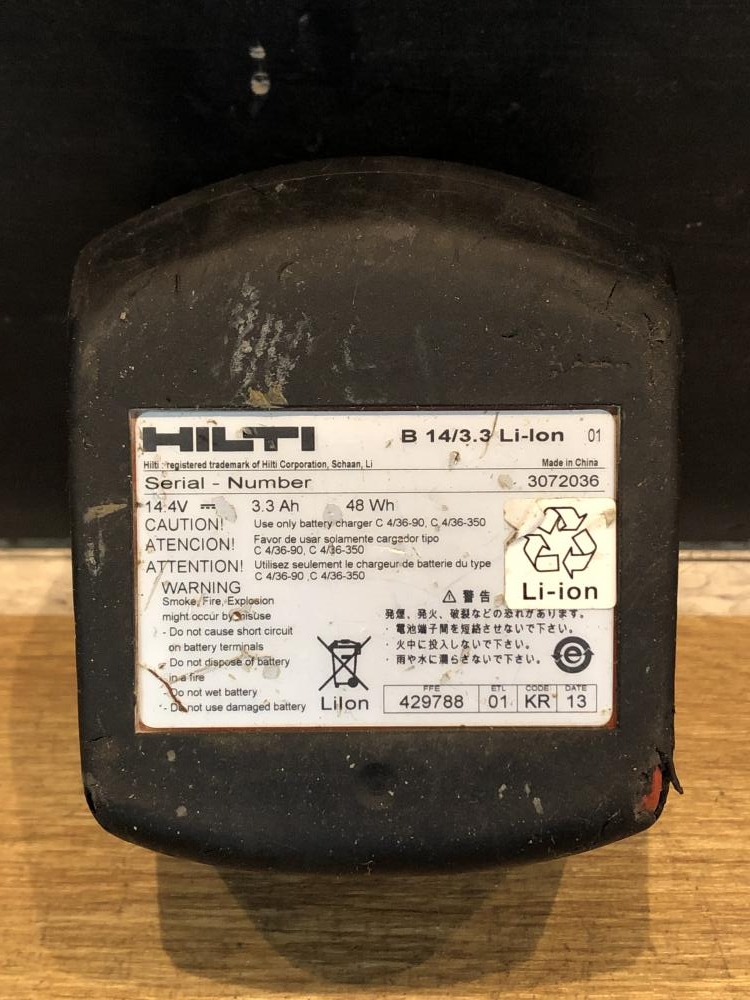 HILTI B 14/3.3 Li-Ion 01
Hilti : registered trademark of Hilti Corporation, Schaan, Li Made in China
Serial - Number 3072036
14.4V 3.3 Ah 48 Wh
CAUTION! Use only battery charger C 4/36-90, C 4/36-350
ATENCION! Favor de usar solamente cargador tipo
C 4/36-90, C 4/36-350
ATTENTION! Utilisez seulement le chargeur de batterie du type
C 4/36-90 ,C 4/36-350
Li-ion
WARNING
Smoke, Fire, Explosion
might occur by misuse
- Do not cause short circuit
on battery terminals
- Do not dispose of battery
in a fire
- Do not wet battery
- Do not use damaged battery
LiIon
⚠ 警告
発煙、発火、破裂などの恐れがあります。
・電池端子間を短絡させないで下さい。
・火中に投入しないで下さい。
・雨や水に濡らさないで下さい。
FFE ETL CODE DATE
429788 01 KR 13